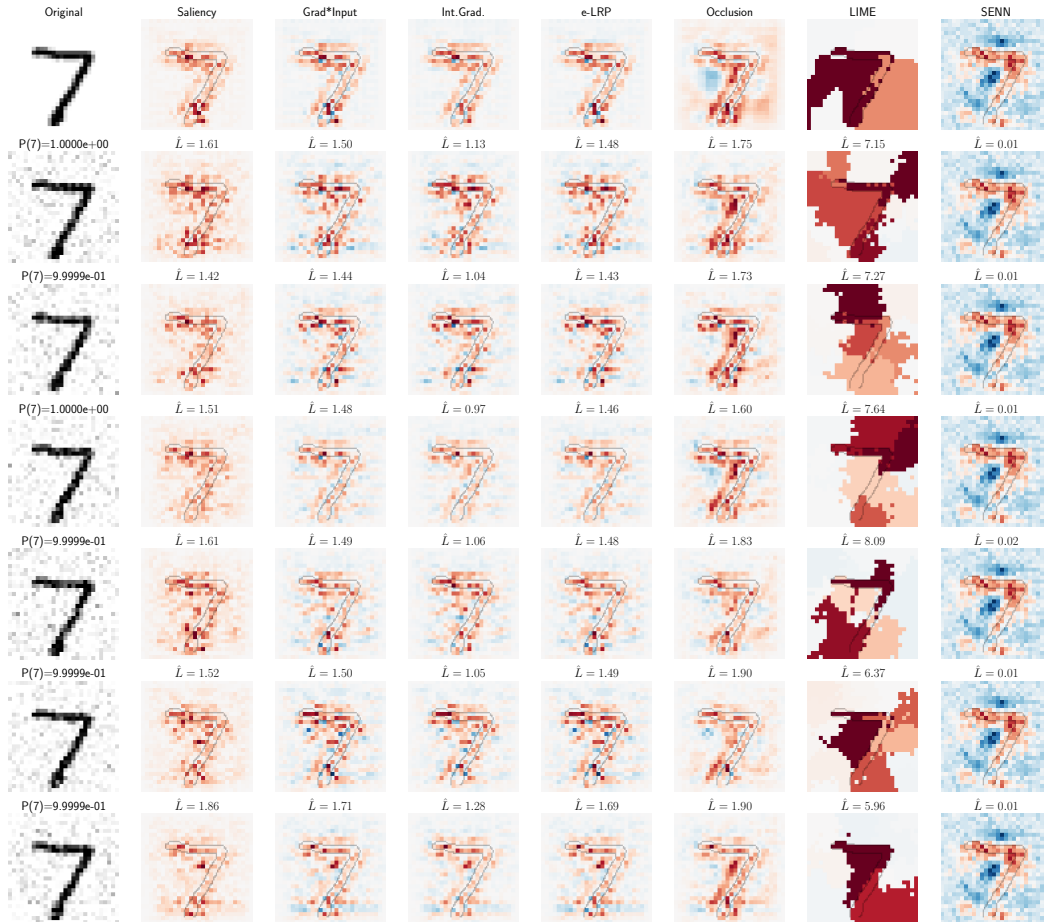 Original Saliency Grad*Input Int.Grad. e-LRP Occlusion LIME SENN
P(7)=1.0000e+00 L̂ = 1.61 L̂ = 1.50 L̂ = 1.13 L̂ = 1.48 L̂ = 1.75 L̂ = 7.15 L̂ = 0.01
P(7)=9.9999e-01 L̂ = 1.42 L̂ = 1.44 L̂ = 1.04 L̂ = 1.43 L̂ = 1.73 L̂ = 7.27 L̂ = 0.01
P(7)=1.0000e+00 L̂ = 1.51 L̂ = 1.48 L̂ = 0.97 L̂ = 1.46 L̂ = 1.60 L̂ = 7.64 L̂ = 0.01
P(7)=9.9999e-01 L̂ = 1.61 L̂ = 1.49 L̂ = 1.06 L̂ = 1.48 L̂ = 1.83 L̂ = 8.09 L̂ = 0.02
P(7)=9.9999e-01 L̂ = 1.52 L̂ = 1.50 L̂ = 1.05 L̂ = 1.49 L̂ = 1.90 L̂ = 6.37 L̂ = 0.01
P(7)=9.9999e-01 L̂ = 1.86 L̂ = 1.71 L̂ = 1.28 L̂ = 1.69 L̂ = 1.90 L̂ = 5.96 L̂ = 0.01